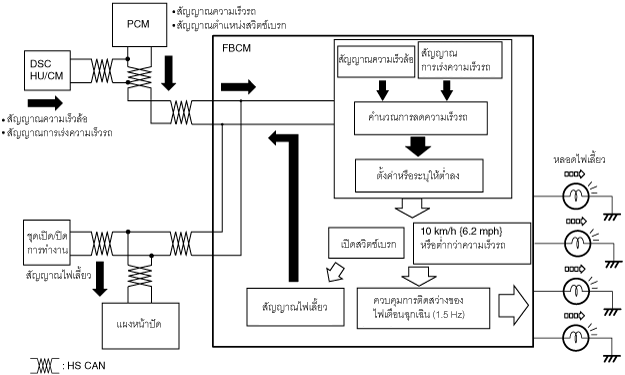 PCM
• สัญญาณความเร็วรถ
• สัญญาณตำแหน่งสวิตช์เบรก
DSC
HU/CM
• สัญญาณความเร็วล้อ
• สัญญาณการเร่งความเร็วรถ
FBCM
สัญญาณความเร็วล้อ
สัญญาณ
การเร่งความเร็วรถ
คำนวณการลดความเร็วรถ
ตั้งค่าหรือระบุให้ต่ำลง
หลอดไฟเลี้ยว
ชุดเปิด/ปิด
การทำงาน
สัญญาณไฟเลี้ยว
แผงหน้าปัด
เปิดสวิตช์เบรก
10 km/h {6.2 mph}
หรือต่ำกว่าความเร็วรถ
สัญญาณไฟเลี้ยว
ควบคุมการติดสว่างของ
ไฟเตือนฉุกเฉิน (1.5 Hz)
: HS CAN